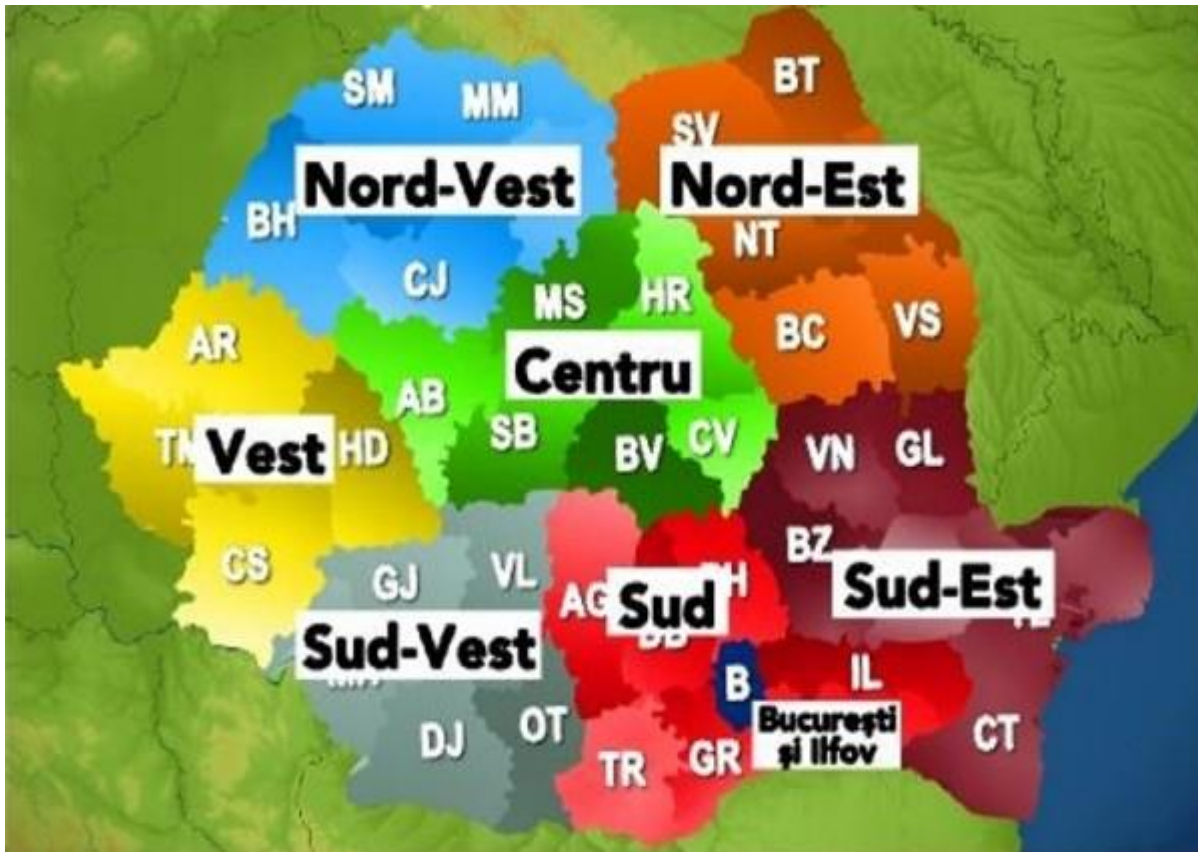 BT
SM
MM
SV
Nord-Vest
Nord-Est
BH
NT
CJ
MS
HR
BC
VS
AR
Centru
AB
SB
BV
CV
VN
GL
Vest
HD
CS
GJ
VL
BZ
AG
Sud
Sud-Est
Sud-Vest
B
IL
București
și Ilfov
DJ
OT
TR
GR
CT